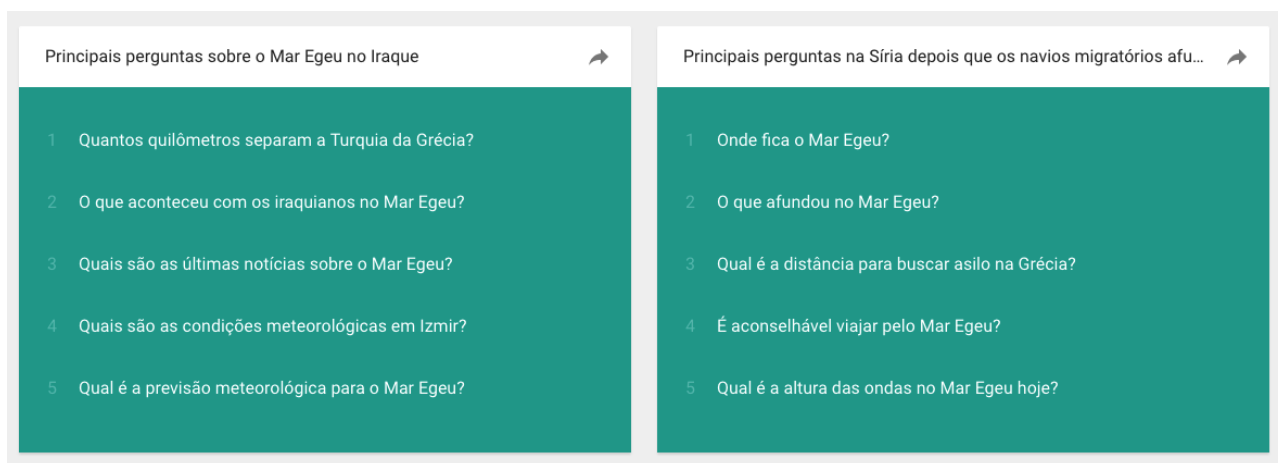 Principais perguntas sobre o Mar Egeu no Iraque
1 Quantos quilômetros separam a Turquia da Grécia?
2 O que aconteceu com os iraquianos no Mar Egeu?
3 Quais são as últimas notícias sobre o Mar Egeu?
4 Quais são as condições meteorológicas em Izmir?
5 Qual é a previsão meteorológica para o Mar Egeu?
Principais perguntas na Síria depois que os navios migratórios afu...
1 Onde fica o Mar Egeu?
2 O que afundou no Mar Egeu?
3 Qual é a distância para buscar asilo na Grécia?
4 É aconselhável viajar pelo Mar Egeu?
5 Qual é a altura das ondas no Mar Egeu hoje?